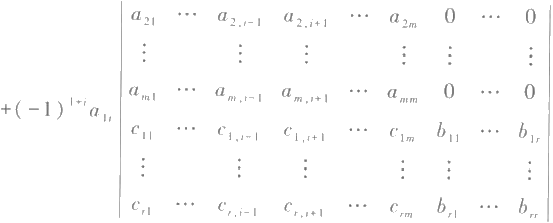 +(-1)^{1+i} a_{1i} | a_{21} ⋯ a_{2,i-1} a_{2,i+1} ⋯ a_{2m} 0 ⋯ 0 |
⋮ ⋮ ⋮ ⋮ ⋮ ⋮
a_{m1} ⋯ a_{m,i-1} a_{m,i+1} ⋯ a_{mm} 0 ⋯ 0
c_{11} ⋯ c_{1,i-1} c_{1,i+1} ⋯ c_{1m} b_{11} ⋯ b_{1r}
⋮ ⋮ ⋮ ⋮ ⋮ ⋮
c_{r1} ⋯ c_{r,i-1} c_{r,i+1} ⋯ c_{rm} b_{r1} ⋯ b_{rr}